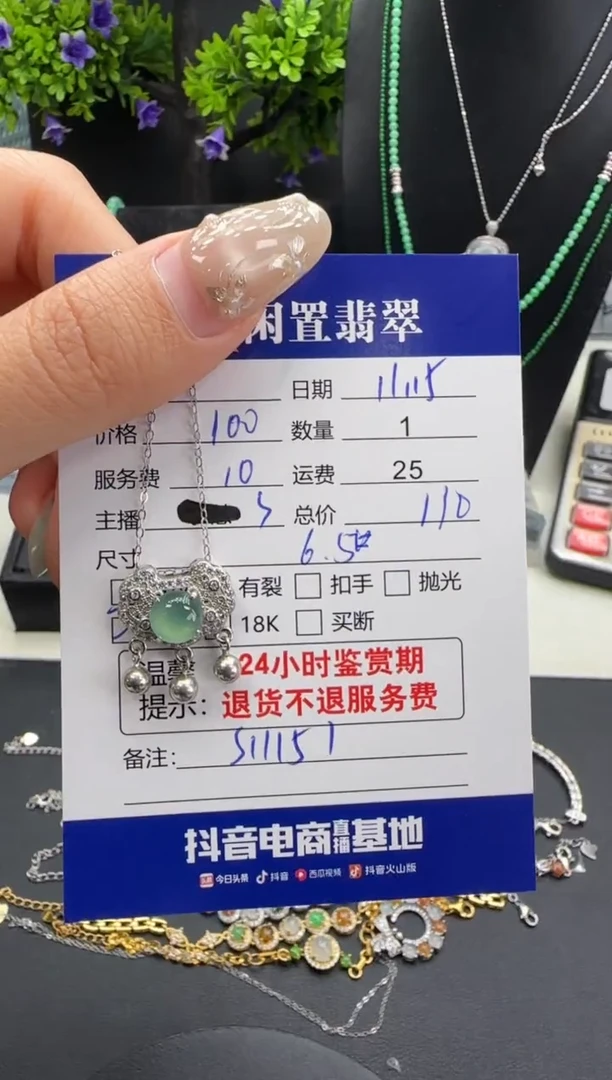 闲置翡翠
日期 11.15
价格 100 数量 1
服务费 10 运费 25
主播 总价 110
尺寸 6.5
有裂 扣手 抛光
18K 买断
温馨 24小时鉴赏期
提示: 退货不退服务费
备注: S11151
抖音电商直播基地
今日头条 抖音 西瓜视频 抖音火山版